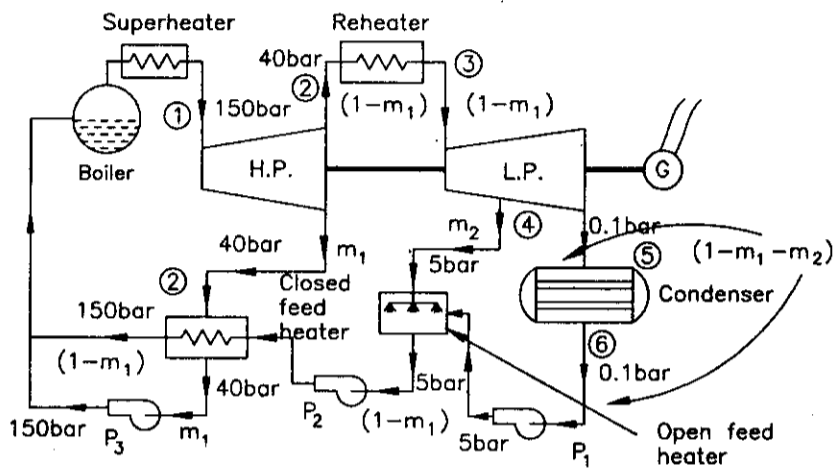 Superheater
Reheater
40bar
②
③
①
150bar
(1-m₁)
(1-m₁)
Boiler
H.P.
L.P.
G
m₂
④
0.1bar
40bar
m₁
5bar
⑤
(1-m₁-m₂)
②
Closed
feed
heater
Condenser
150bar
⑥
(1-m₁)
40bar
5bar
0.1bar
P₂
(1-m₁)
150bar
P₃
m₁
5bar
P₁
Open feed
heater